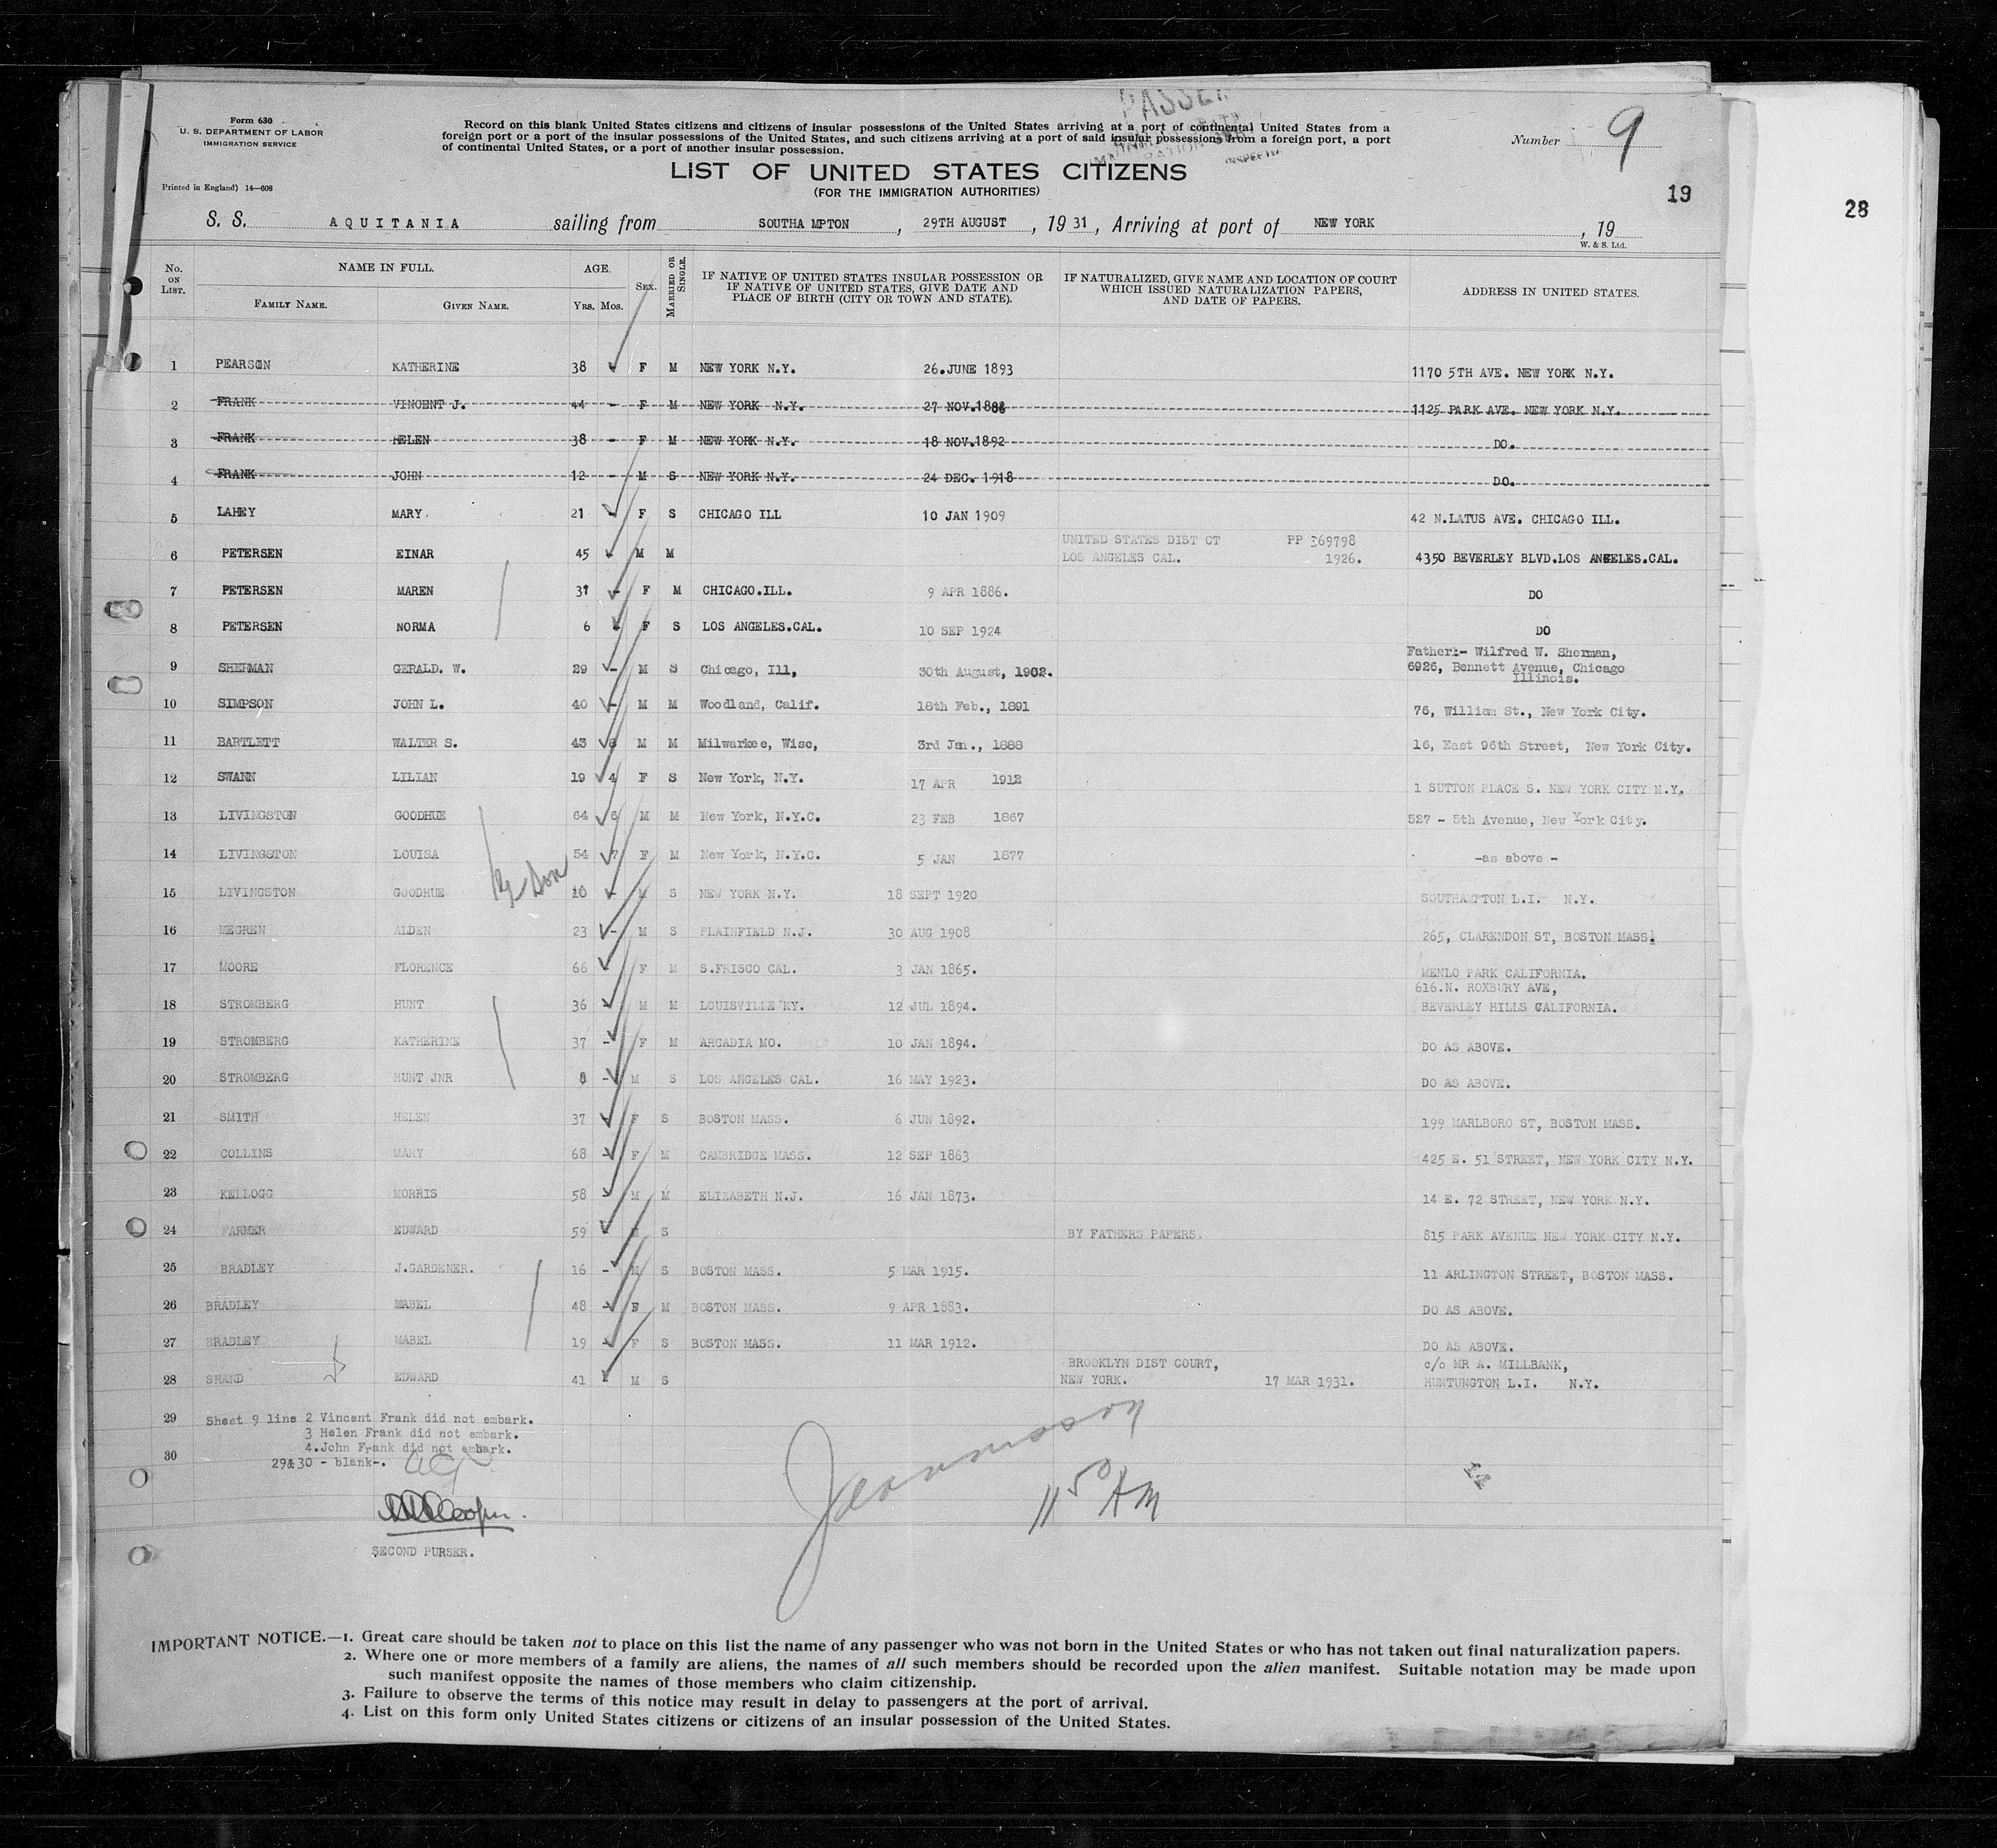 Form 630
U. S. DEPARTMENT OF LABOR
IMMIGRATION SERVICE
Printed in England) 14—608
Record on this blank United States citizens and citizens of insular possessions of the United States arriving at a port of continental United States from a
foreign port or a port of the insular possessions of the United States, and such citizens arriving at a port of said insular possessions from a foreign port, a port
of continental United States, or a port of another insular possession.
Number 9
LIST OF UNITED STATES CITIZENS
(FOR THE IMMIGRATION AUTHORITIES)
19
28
S. S. AQUITANIA sailing from SOUTHA MPTON, 29TH AUGUST, 19 31, Arriving at port of NEW YORK, 19
W. & S. Ltd.
No. ON LIST. NAME IN FULL. FAMILY NAME. GIVEN NAME. AGE. YRS. MOS. SEX. MARRIED OR SINGLE. IF NATIVE OF UNITED STATES INSULAR POSSESSION OR IF NATIVE OF UNITED STATES, GIVE DATE AND PLACE OF BIRTH (CITY OR TOWN AND STATE). IF NATURALIZED, GIVE NAME AND LOCATION OF COURT WHICH ISSUED NATURALIZATION PAPERS, AND DATE OF PAPERS. ADDRESS IN UNITED STATES.
1 PEARSON KATHERINE 38 F M NEW YORK N.Y. 26.JUNE 1893 1170 5TH AVE. NEW YORK N.Y.
2 FRANK VINCENT J. 44 - F M NEW YORK N.Y. 27 NOV.1886 1125 PARK AVE. NEW YORK N.Y.
3 FRANK HELEN 38 - F M NEW YORK N.Y. 18 NOV.1892 DO.
4 FRANK JOHN 12 - M S NEW YORK N.Y. 24 DEC. 1918 DO.
5 LAHEY MARY. 21 - F S CHICAGO ILL 10 JAN 1909 42 N.LATUS AVE. CHICAGO ILL.
6 PETERSEN EINAR 45 M M UNITED STATES DIST CT PP 369798
LOS ANGELES CAL. 1926. 4350 BEVERLEY BLVD.LOS ANGELES.CAL.
7 PETERSEN MAREN 37 - F M CHICAGO.ILL. 9 APR 1886. DO
8 PETERSEN NORMA 6 F S LOS ANGELES.CAL. 10 SEP 1924 DO
9 SHERMAN GERALD. W. 29 - M S Chicago, Ill, 30th August, 1902. Father:- Wilfred W. Sherman,
6926, Bennett Avenue, Chicago
Illinois.
10 SIMPSON JOHN L. 40 - M M Woodland, Calif. 18th Feb., 1891 76, William St., New York City.
11 BARTLETT WALTER S. 43 8 M M Milwarkee, Wisc, 3rd Jan., 1888 16, East 96th Street, New York City.
12 SWANN LILIAN 19 4 F S New York, N.Y. 17 APR 1912 1 SUTTON PLACE S. NEW YORK CITY N.Y.
13 LIVINGSTON GOODHUE 64 6 M M New York, N.Y.C. 23 FEB 1867 527 - 5th Avenue, New York City.
14 LIVINGSTON LOUISA 54 7 F M New York, N.Y.C. 5 JAN 1877 -as above -
15 LIVINGSTON GOODHUE 10 - M S NEW YORK N.Y. 18 SEPT 1920 SOUTHAMPTON L.I. N.Y.
16 MEGREN ALDEN 23 - M S PLAINFIELD N.J. 30 AUG 1908 265, CLARENDON ST, BOSTON MASS.
17 MOORE FLORENCE 66 F M S.FRISCO CAL. 3 JAN 1865. MENLO PARK CALIFORNIA.
616.N. ROXBURY AVE,
18 STROMBERG HUNT 36 - M M LOUISVILLE KY. 12 JUL 1894. BEVERLEY HILLS CALIFORNIA.
19 STROMBERG KATHERINE 37 - F M ARCADIA MO. 10 JAN 1894. DO AS ABOVE.
20 STROMBERG HUNT JNR 8 - M S LOS ANGELES CAL. 16 MAY 1923. DO AS ABOVE.
21 SMITH HELEN 37 - F S BOSTON MASS. 6 JUN 1892. 199 MARLBORO ST, BOSTON MASS.
22 COLLINS MARY 68 - F M CAMBRIDGE MASS. 12 SEP 1863 425 E. 51 STREET, NEW YORK CITY N.Y.
23 KELLOGG MORRIS 58 M M ELIZABETH N.J. 16 JAN 1873. 14 E. 72 STREET, NEW YORK N.Y.
24 FARMER EDWARD 59 M S BY FATHERS PAPERS. 815 PARK AVENUE NEW YORK CITY N.Y.
25 BRADLEY J.GARDENER. 16 - M S BOSTON MASS. 5 MAR 1915. 11 ARLINGTON STREET, BOSTON MASS.
26 BRADLEY MABEL 48 - F M BOSTON MASS. 9 APR 1883. DO AS ABOVE.
27 BRADLEY MABEL 19 - F S BOSTON MASS. 11 MAR 1912. DO AS ABOVE.
BROOKLYN DIST COURT, c/o MR A. MILLBANK,
28 SHAND EDWARD 41 M S NEW YORK. 17 MAR 1931. HUNTUNGTON L.I. N.Y.
29 Sheet 9 line 2 Vincent Frank did not embark.
3 Helen Frank did not embark.
4.John Frank did not embark.
30 29&30 - blank-.
11 50 AM
SECOND PURSER.
IMPORTANT NOTICE.—1. Great care should be taken not to place on this list the name of any passenger who was not born in the United States or who has not taken out final naturalization papers.
2. Where one or more members of a family are aliens, the names of all such members should be recorded upon the alien manifest. Suitable notation may be made upon
such manifest opposite the names of those members who claim citizenship.
3. Failure to observe the terms of this notice may result in delay to passengers at the port of arrival.
4. List on this form only United States citizens or citizens of an insular possession of the United States.